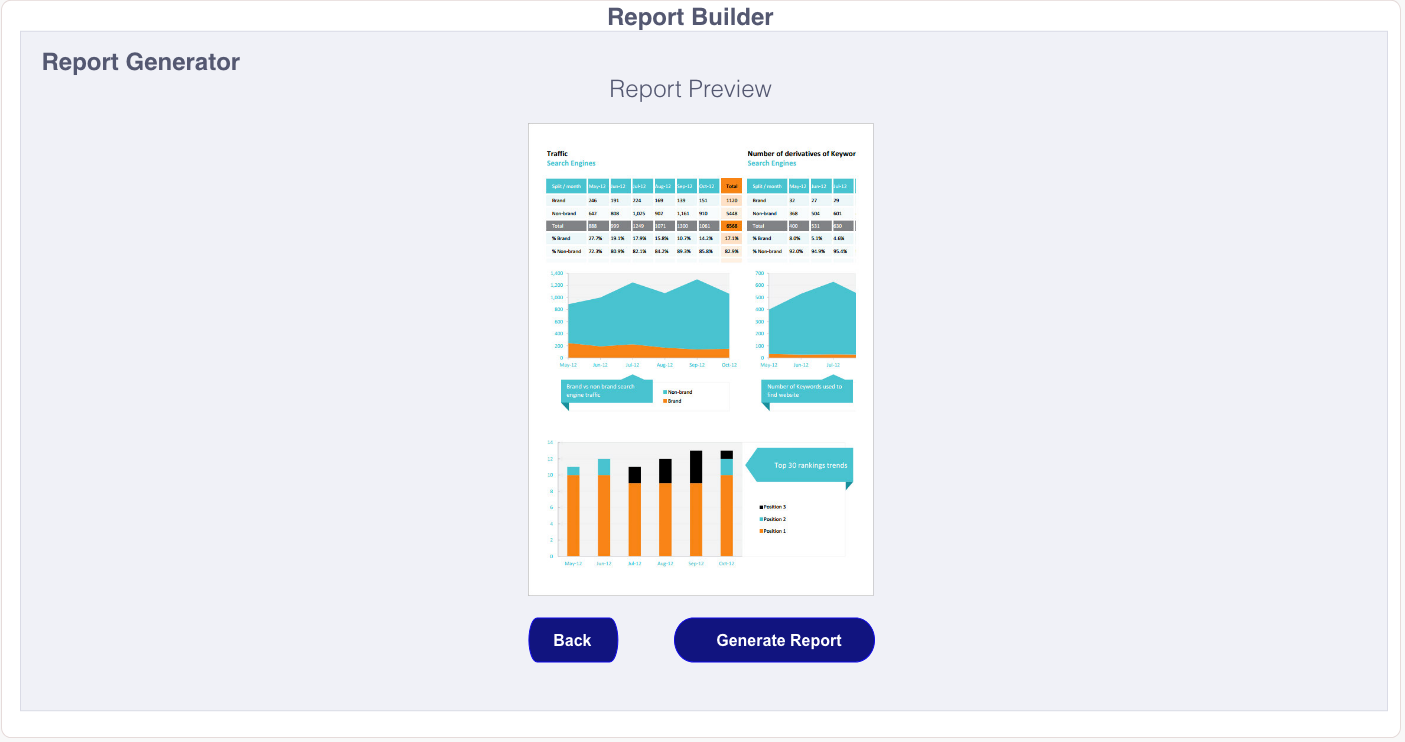 Report Builder
Report Generator
Report Preview
Traffic
Search Engines
Split / month May-12 Jun-12 Jul-12 Aug-12 Sep-12 Oct-12 Total
Brand 246 191 224 169 139 151 1120
Non-brand 642 808 1,025 902 1,161 910 5448
Total 888 999 1249 1071 1300 1061 6568
% Brand 27.7% 19.1% 17.9% 15.8% 10.7% 14.2% 17.1%
% Non-brand 72.3% 80.9% 82.1% 84.2% 89.3% 85.8% 82.9%
Number of derivatives of Keywor
Search Engines
Split / month May-12 Jun-12 Jul-12
Brand 32 27 29
Non-brand 368 504 601
Total 400 531 630
% Brand 8.0% 5.1% 4.6%
% Non-brand 92.0% 94.9% 95.4%
1,400
1,200
1,000
800
600
400
200
0
May-12 Jun-12 Jul-12 Aug-12 Sep-12 Oct-12
Brand vs non brand search
engine traffic
Non-brand
Brand
700
600
500
400
300
200
100
0
May-12 Jun-12 Jul-12
Number of Keywords used to
find website
14
12
10
8
6
4
2
0
May-12 Jun-12 Jul-12 Aug-12 Sep-12 Oct-12
Top 30 rankings trends
Position 3
Position 2
Position 1
Back
Generate Report